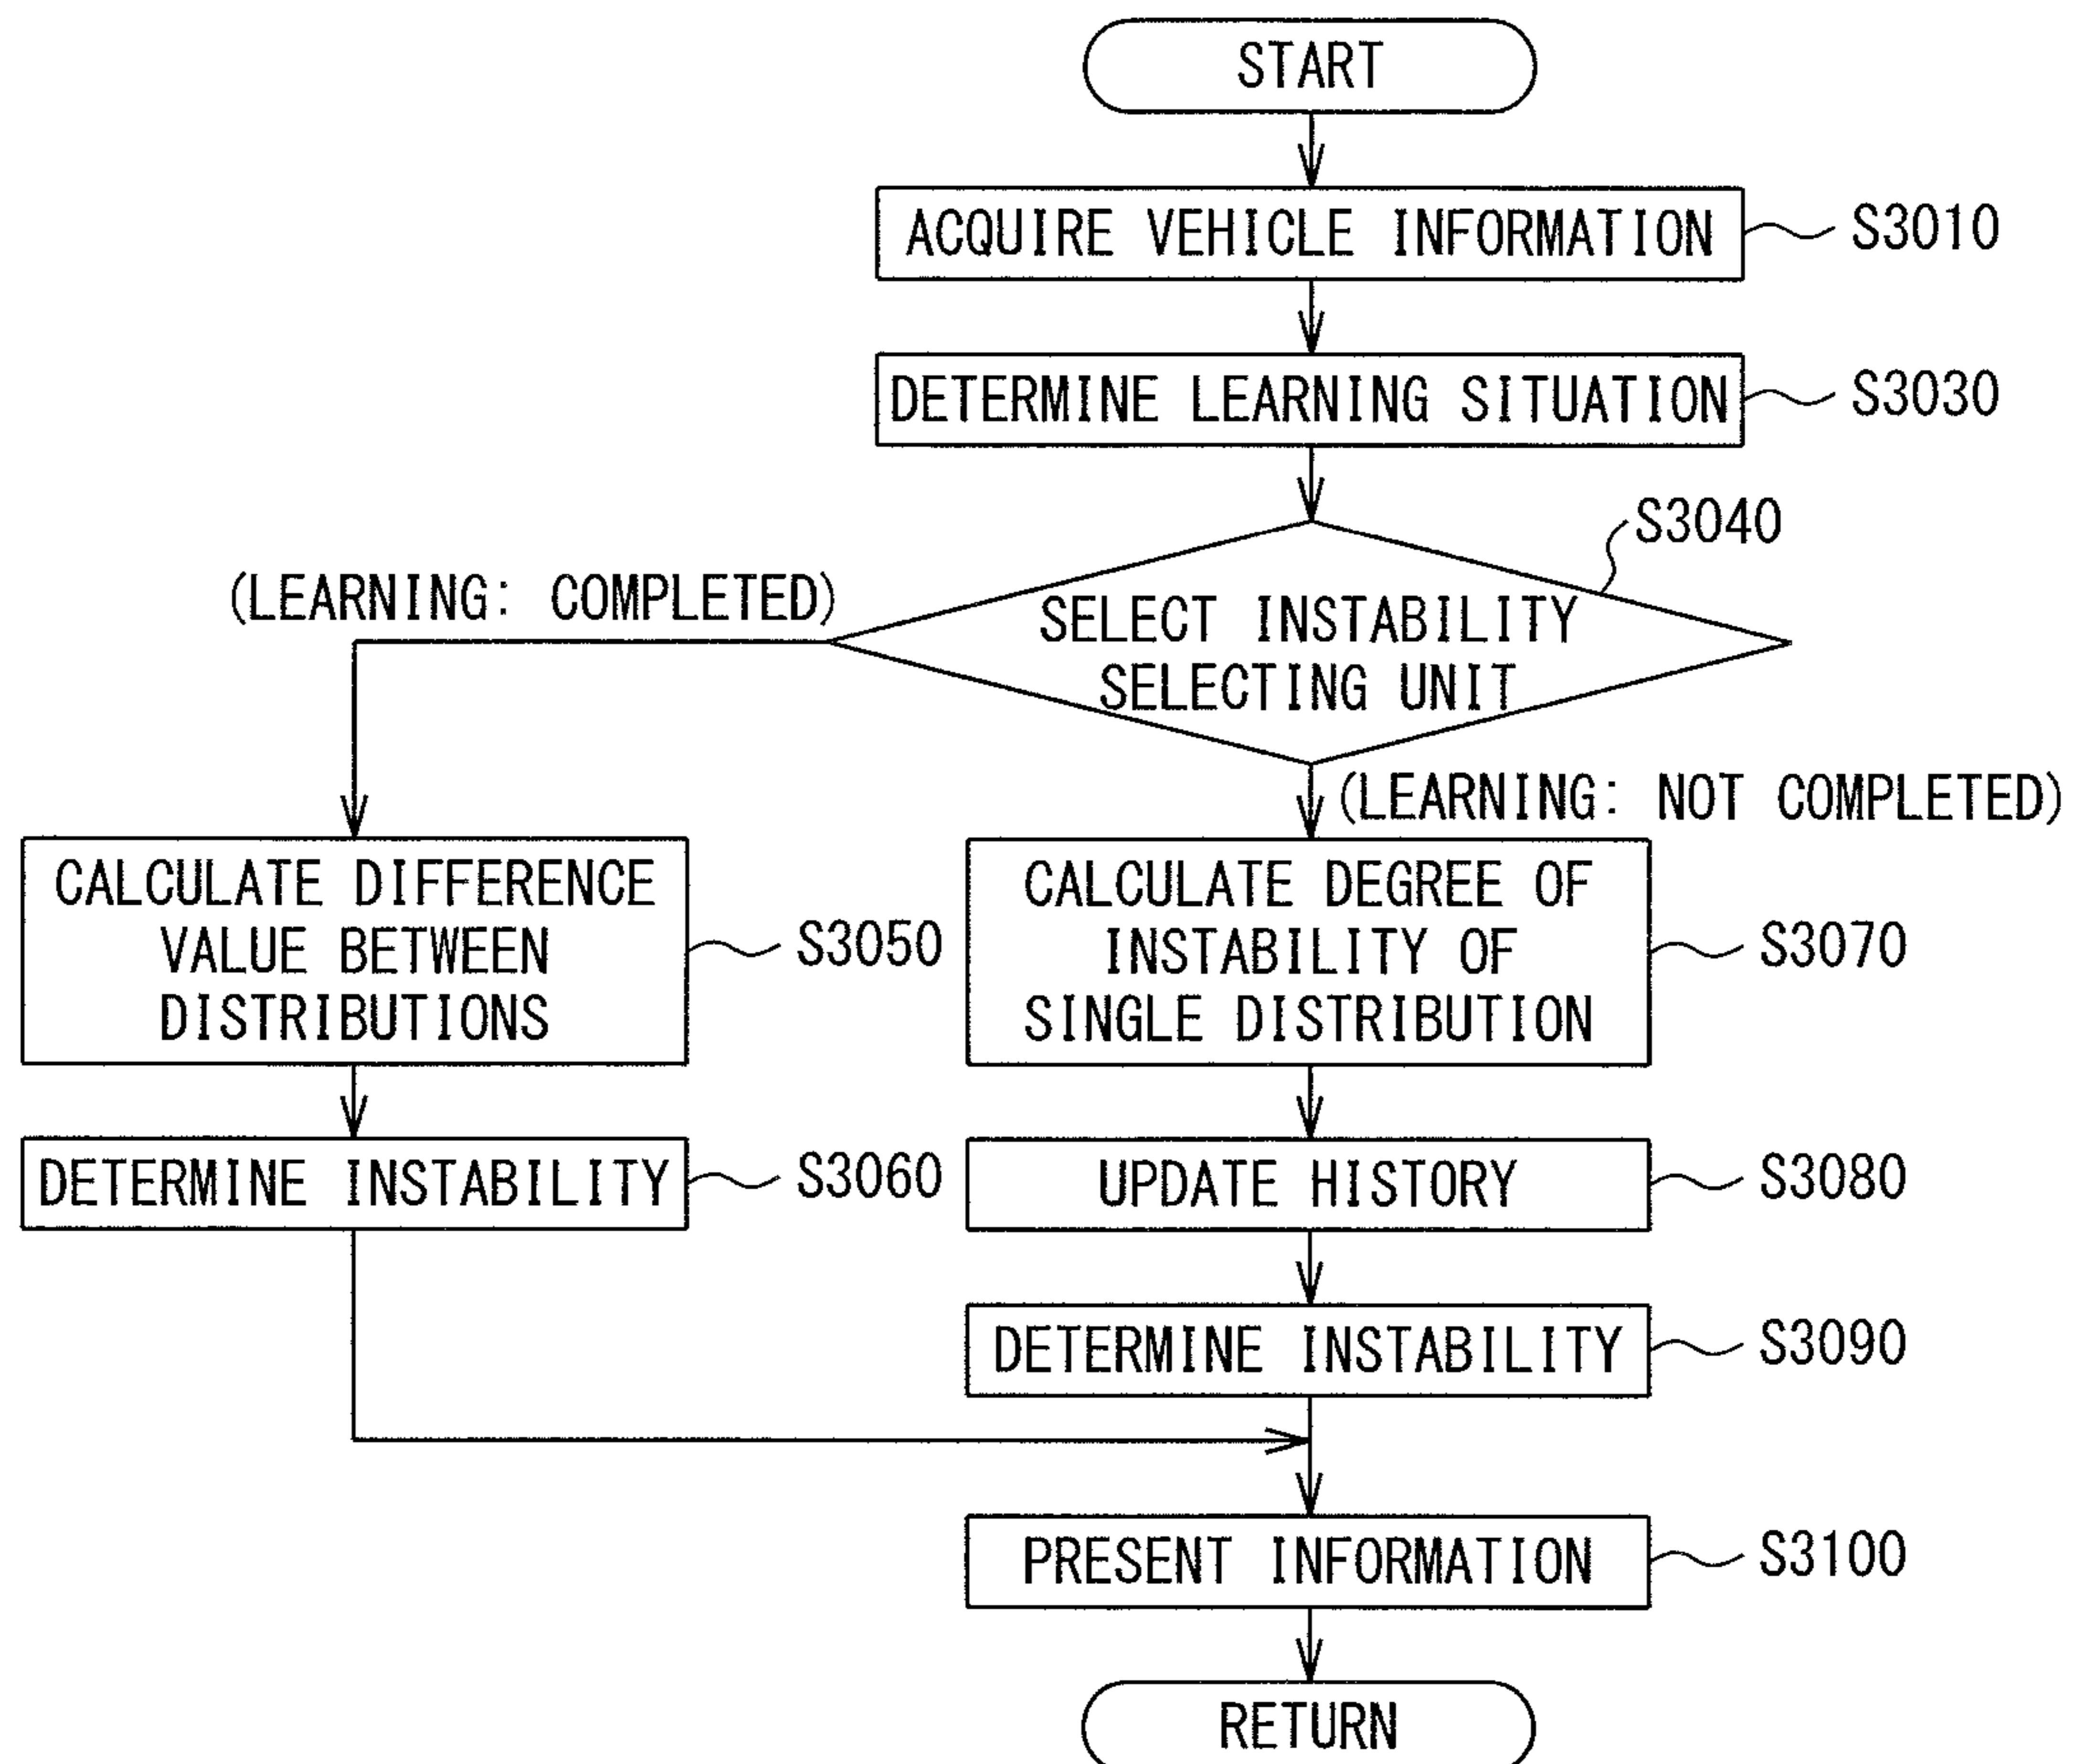 START
ACQUIRE VEHICLE INFORMATION
S3010
DETERMINE LEARNING SITUATION
S3030
S3040
SELECT INSTABILITY
SELECTING UNIT
(LEARNING: COMPLETED)
(LEARNING: NOT COMPLETED)
CALCULATE DIFFERENCE
VALUE BETWEEN
DISTRIBUTIONS
S3050
DETERMINE INSTABILITY
S3060
CALCULATE DEGREE OF
INSTABILITY OF
SINGLE DISTRIBUTION
S3070
UPDATE HISTORY
S3080
DETERMINE INSTABILITY
S3090
PRESENT INFORMATION
S3100
RETURN